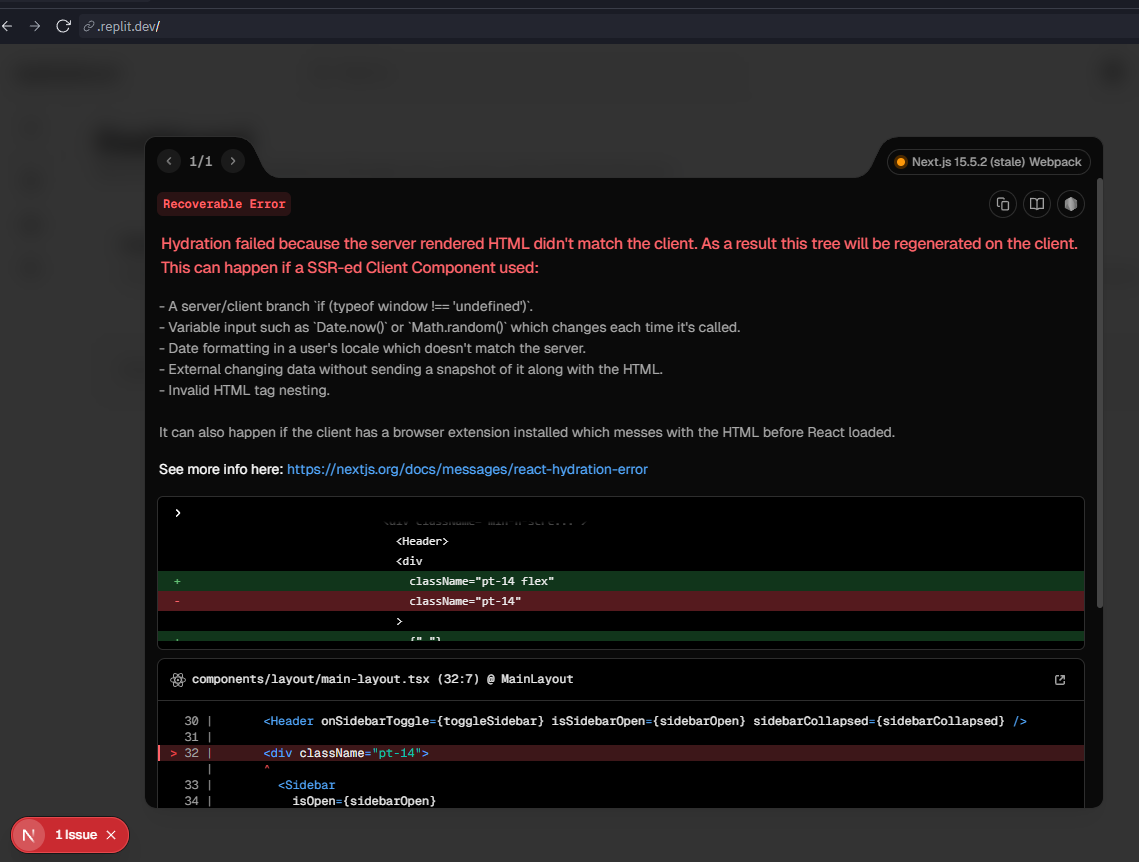 .replit.dev/
1/1
Next.js 15.5.2 (stale) Webpack
Recoverable Error
Hydration failed because the server rendered HTML didn't match the client. As a result this tree will be regenerated on the client.
This can happen if a SSR-ed Client Component used:
- A server/client branch `if (typeof window !== 'undefined')`.
- Variable input such as `Date.now()` or `Math.random()` which changes each time it's called.
- Date formatting in a user's locale which doesn't match the server.
- External changing data without sending a snapshot of it along with the HTML.
- Invalid HTML tag nesting.
It can also happen if the client has a browser extension installed which messes with the HTML before React loaded.
See more info here: https://nextjs.org/docs/messages/react-hydration-error
<Header>
<div
+ className="pt-14 flex"
- className="pt-14"
>
components/layout/main-layout.tsx (32:7) @ MainLayout
30 | <Header onSidebarToggle={toggleSidebar} isSidebarOpen={sidebarOpen} sidebarCollapsed={sidebarCollapsed} />
31 |
> 32 | <div className="pt-14">
| ^
33 | <Sidebar
34 | isOpen={sidebarOpen}
N 1 Issue